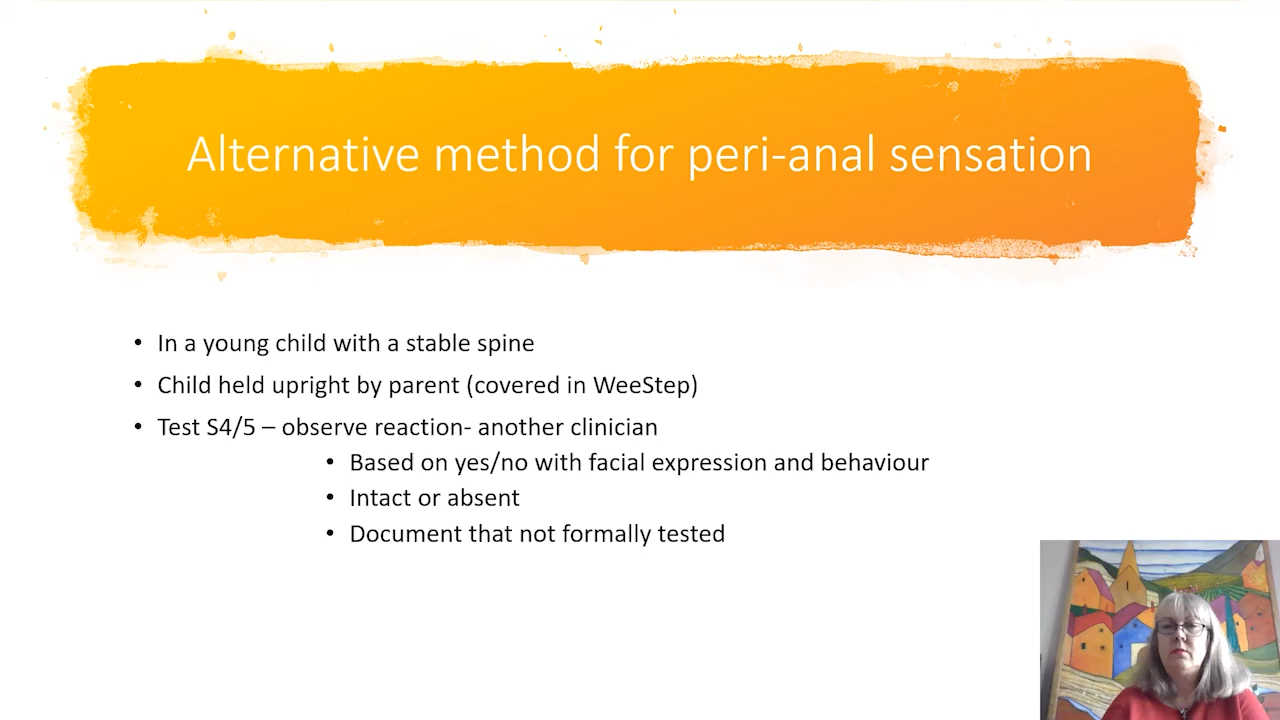 Alternative method for peri-anal sensation
• In a young child with a stable spine
• Child held upright by parent (covered in WeeStep)
• Test S4/5 – observe reaction- another clinician
• Based on yes/no with facial expression and behaviour
• Intact or absent
• Document that not formally tested